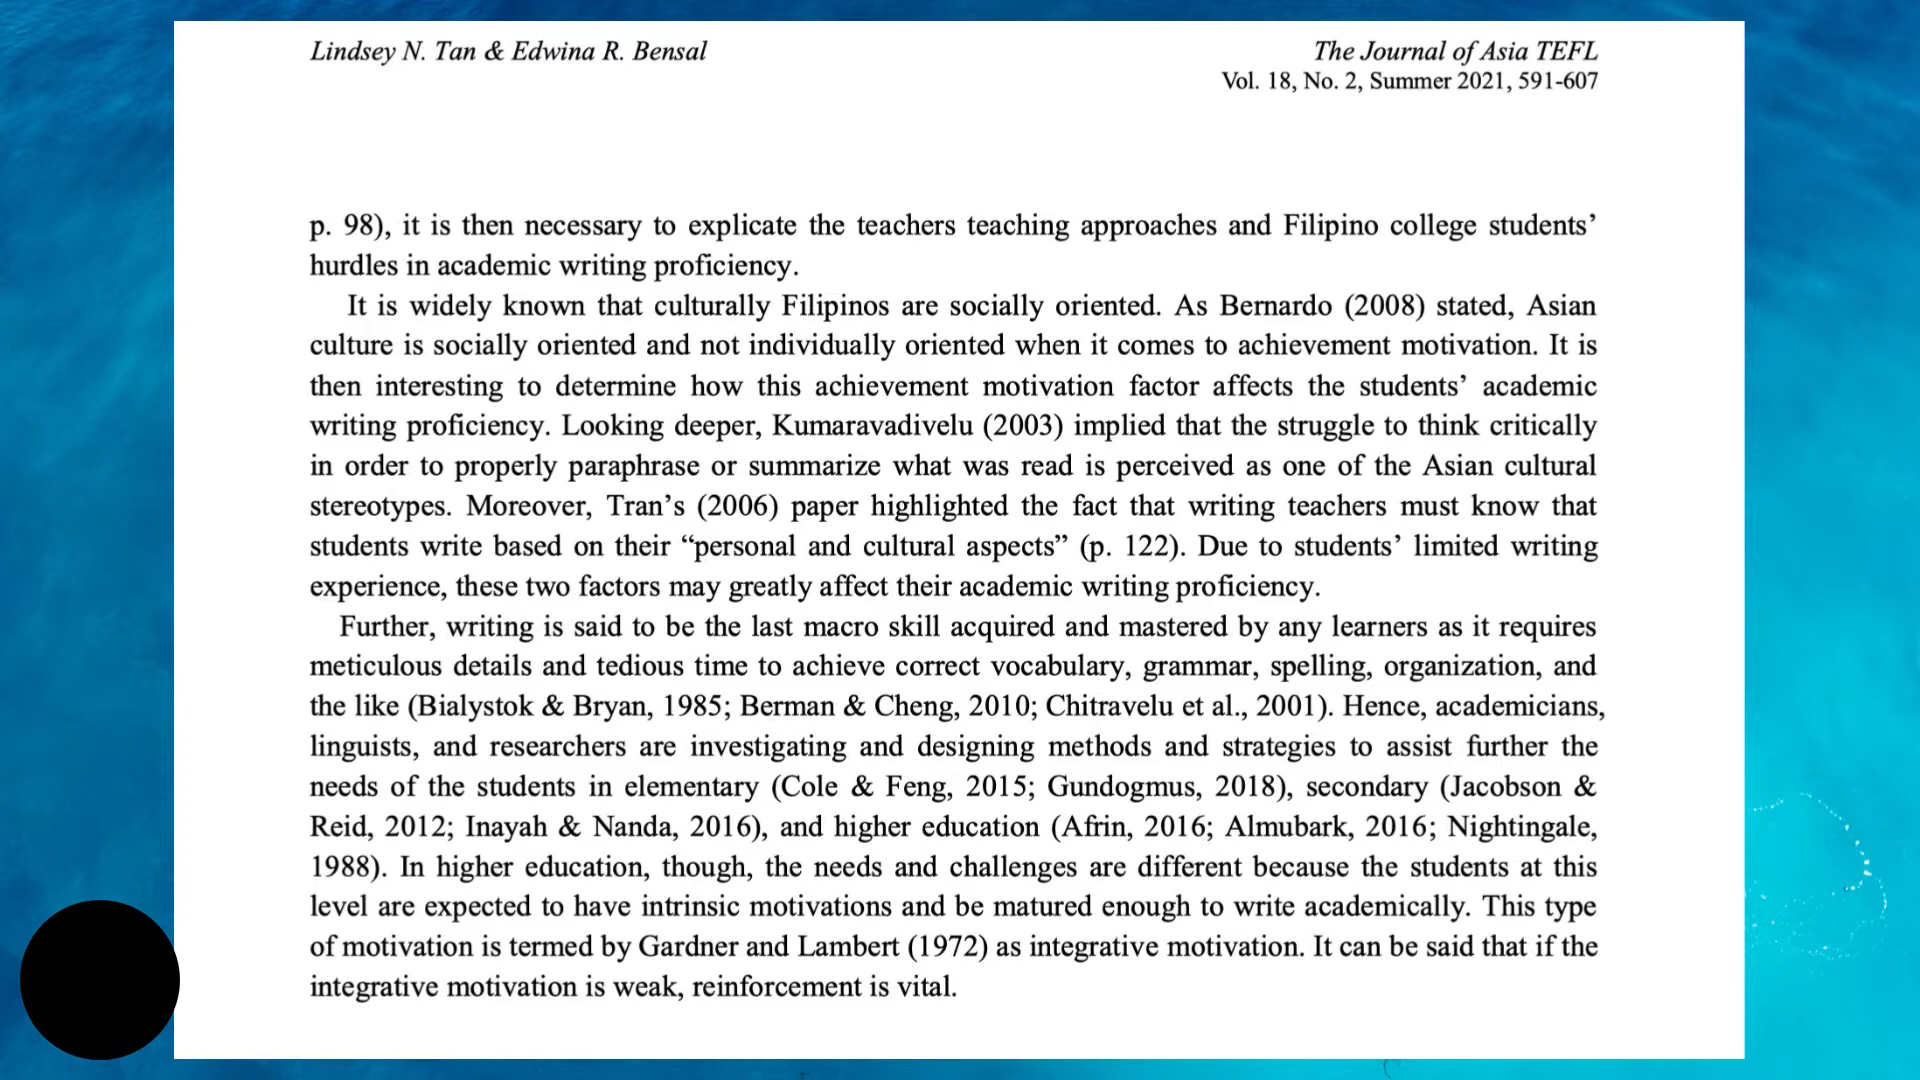 Lindsey N. Tan & Edwina R. Bensal
The Journal of Asia TEFL
Vol. 18, No. 2, Summer 2021, 591-607
p. 98), it is then necessary to explicate the teachers teaching approaches and Filipino college students’
hurdles in academic writing proficiency.
It is widely known that culturally Filipinos are socially oriented. As Bernardo (2008) stated, Asian
culture is socially oriented and not individually oriented when it comes to achievement motivation. It is
then interesting to determine how this achievement motivation factor affects the students’ academic
writing proficiency. Looking deeper, Kumaravadivelu (2003) implied that the struggle to think critically
in order to properly paraphrase or summarize what was read is perceived as one of the Asian cultural
stereotypes. Moreover, Tran’s (2006) paper highlighted the fact that writing teachers must know that
students write based on their “personal and cultural aspects” (p. 122). Due to students’ limited writing
experience, these two factors may greatly affect their academic writing proficiency.
Further, writing is said to be the last macro skill acquired and mastered by any learners as it requires
meticulous details and tedious time to achieve correct vocabulary, grammar, spelling, organization, and
the like (Bialystok & Bryan, 1985; Berman & Cheng, 2010; Chitravelu et al., 2001). Hence, academicians,
linguists, and researchers are investigating and designing methods and strategies to assist further the
needs of the students in elementary (Cole & Feng, 2015; Gundogmus, 2018), secondary (Jacobson &
Reid, 2012; Inayah & Nanda, 2016), and higher education (Afrin, 2016; Almubark, 2016; Nightingale,
1988). In higher education, though, the needs and challenges are different because the students at this
level are expected to have intrinsic motivations and be matured enough to write academically. This type
of motivation is termed by Gardner and Lambert (1972) as integrative motivation. It can be said that if the
integrative motivation is weak, reinforcement is vital.